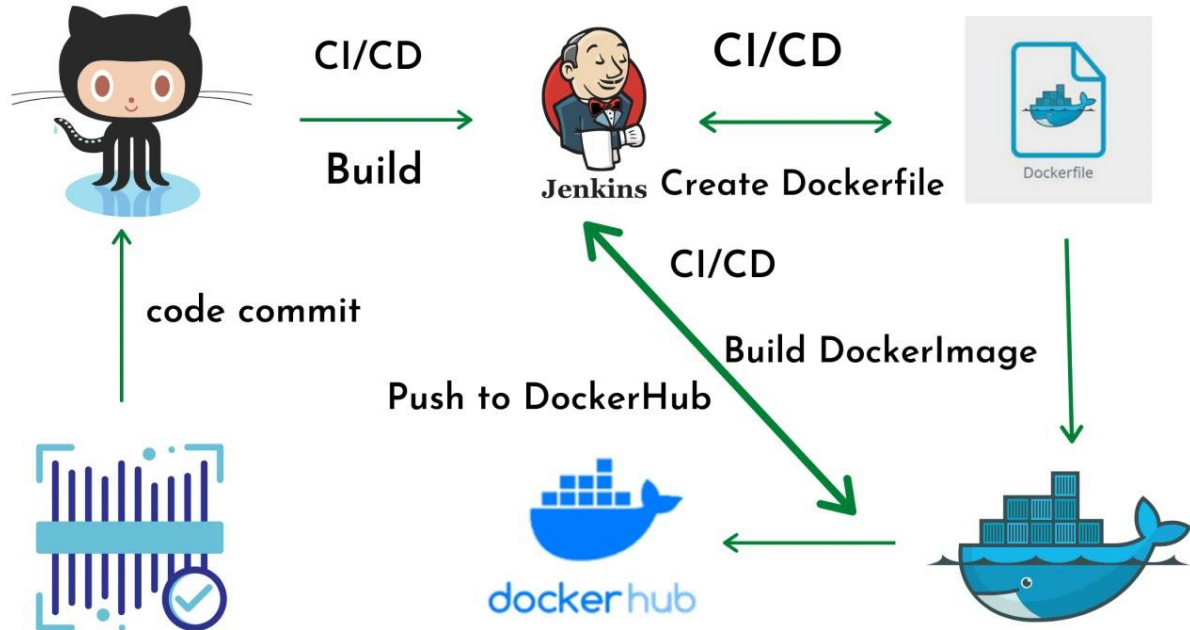 CI/CD
CI/CD
Build
Jenkins
Create Dockerfile
Dockerfile
CI/CD
code commit
Build DockerImage
Push to DockerHub
dockerhub